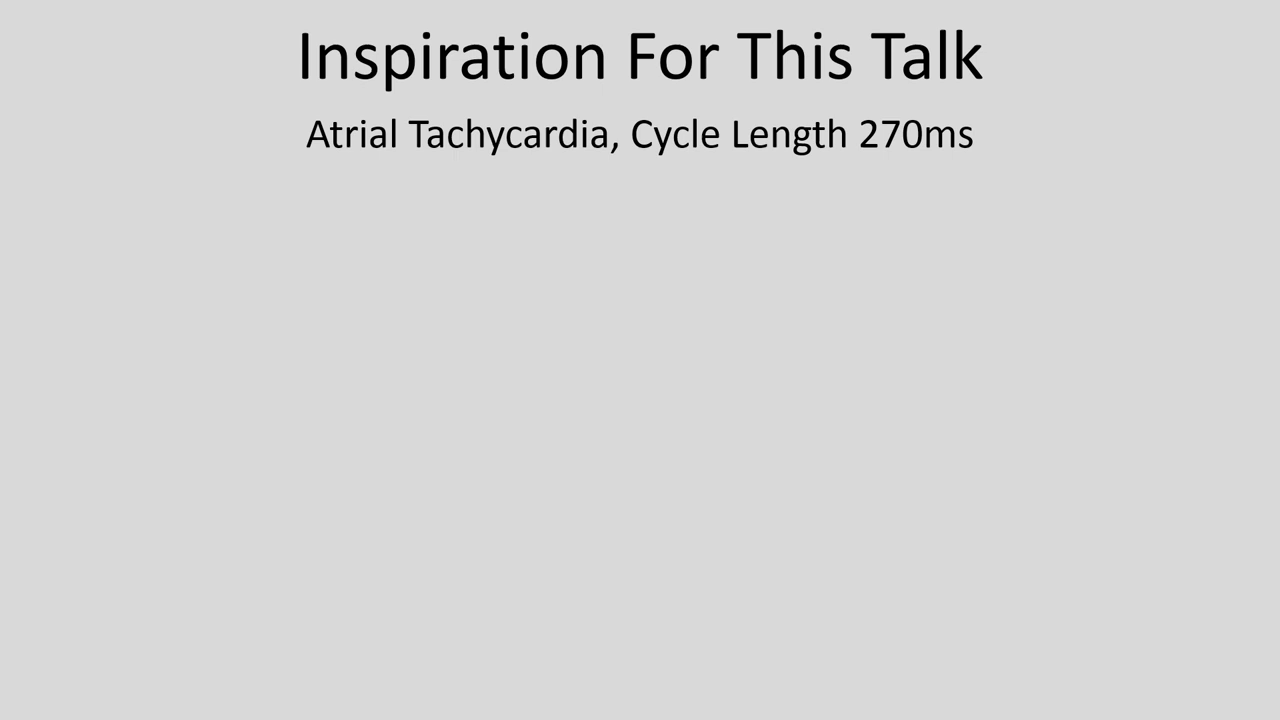 Inspiration For This Talk
Atrial Tachycardia, Cycle Length 270ms